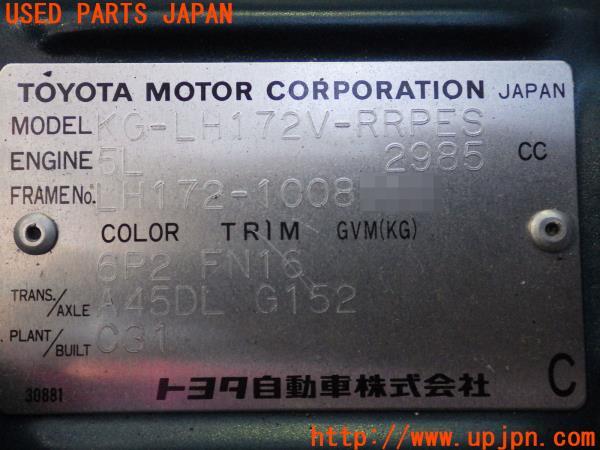 USED PARTS JAPAN
TOYOTA MOTOR CORPORATION JAPAN
MODEL KG-LH172V-RRPES
ENGINE 5L 2985 CC
FRAME No. LH172-1008
COLOR TRIM GVM(KG)
6P2 FN16
TRANS./AXLE A45DL G152
PLANT/BUILT C31
30881 トヨタ自動車株式会社 C
http://www.upjpn.com/